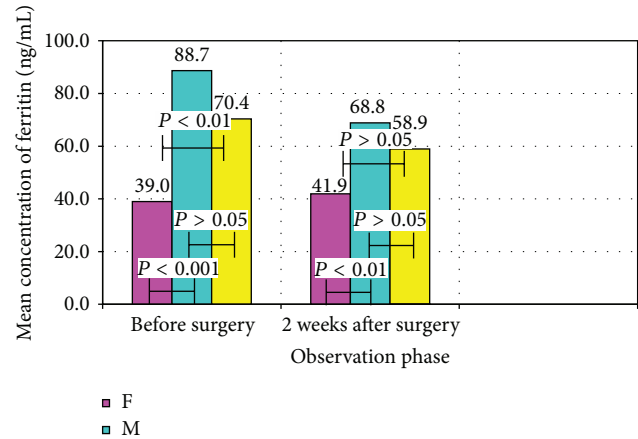 Mean concentration of ferritin (ng/mL)
100.0
80.0
60.0
40.0
20.0
0.0
88.7
70.4
P < 0.01
39.0
P > 0.05
P < 0.001
68.8
58.9
P > 0.05
41.9
P > 0.05
P < 0.01
Before surgery
2 weeks after surgery
Observation phase
F
M